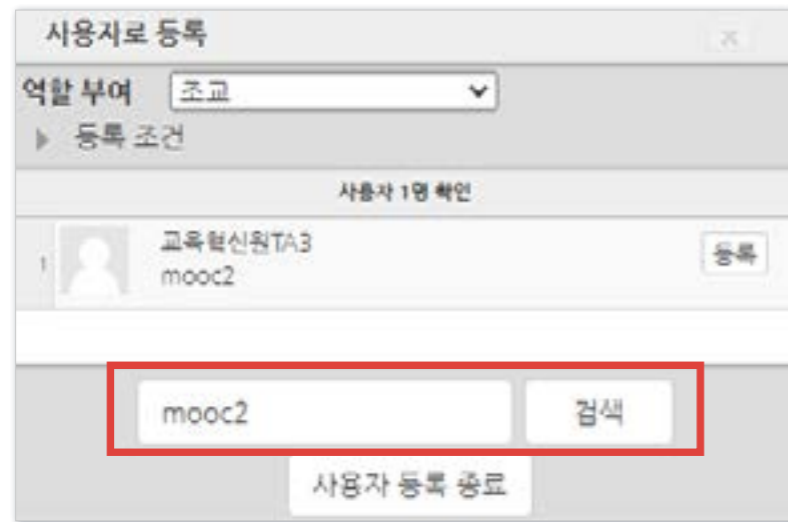 사용자로 등록
역할 부여 조교
등록 조건
사용자 1명 확인
1 교육혁신원TA3
mooc2
등록
mooc2 검색
사용자 등록 종료